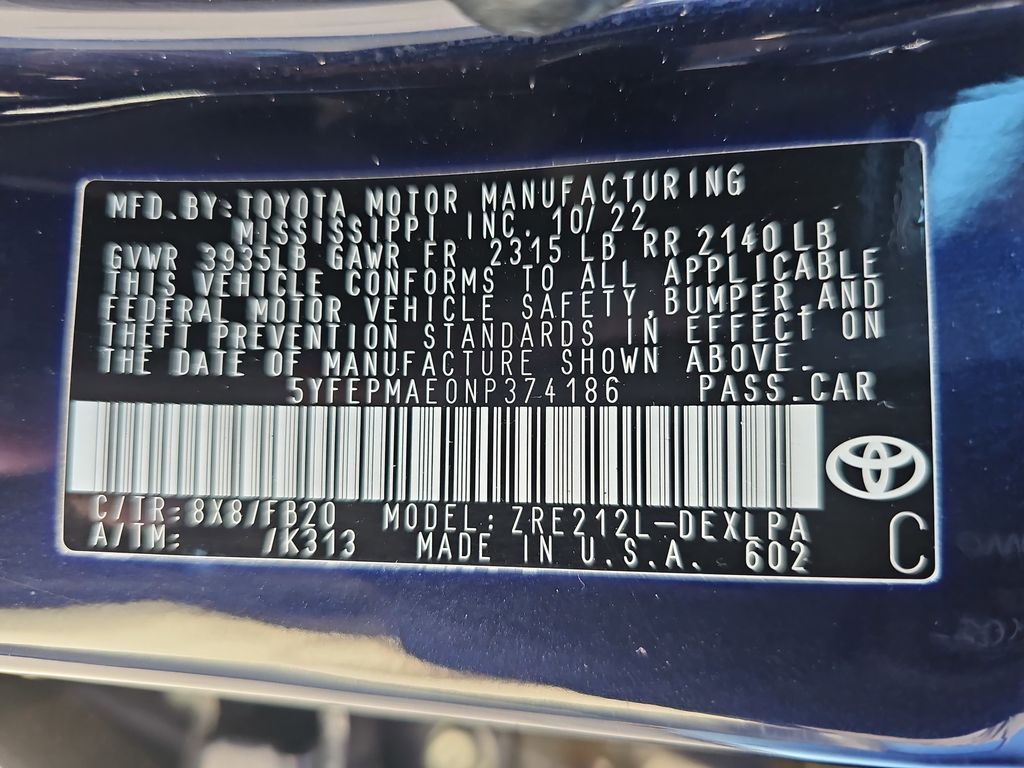 MFD.BY:TOYOTA MOTOR MANUFACTURING
MISSISSIPPI INC. 10/22
GVWR 3935LB GAWR FR 2315 LB RR 2140 LB
THIS VEHICLE CONFORMS TO ALL APPLICABLE
FEDERAL MOTOR VEHICLE SAFETY,BUMPER,AND
THEFT PREVENTION STANDARDS IN EFFECT ON
THE DATE OF MANUFACTURE SHOWN ABOVE.
5YFEPMAE0NP374186 PASS.CAR
C/TR:8X8/FB20 MODEL:ZRE212L-DEXLPA
A/TM: /K313 MADE IN U.S.A. 602
C